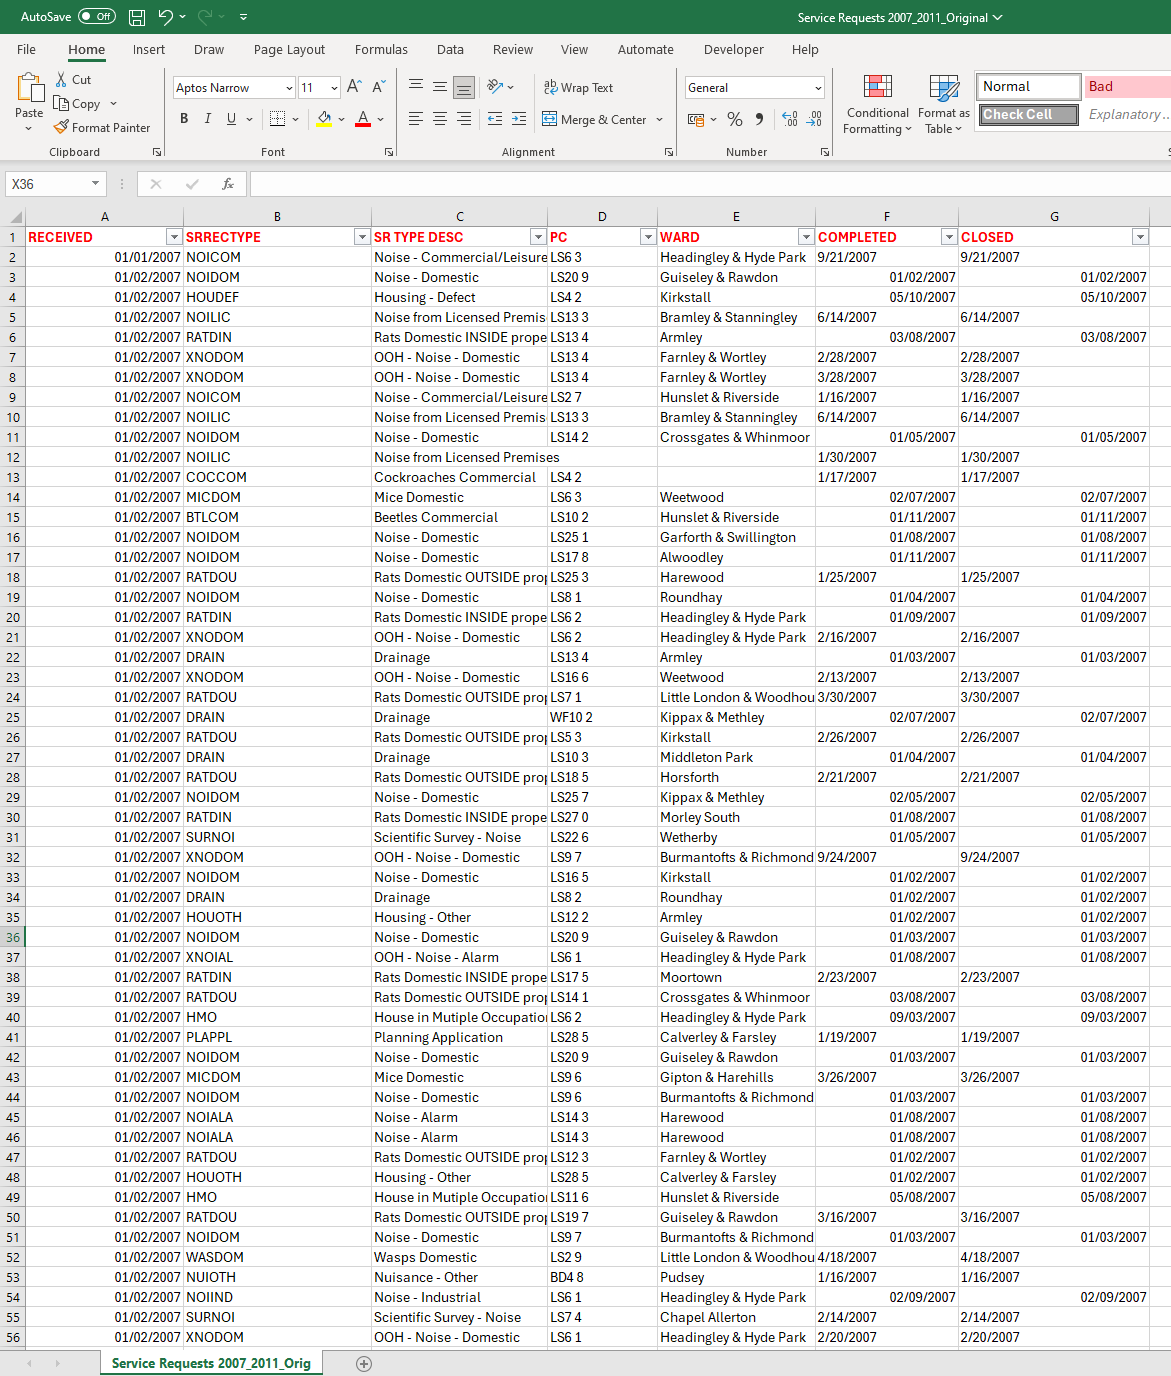 AutoSave Off Service Requests 2007_2011_Original
File Home Insert Draw Page Layout Formulas Data Review View Automate Developer Help
Paste Cut Copy Format Painter Clipboard
Aptos Narrow 11 A A B I U A Font
ab Wrap Text Merge & Center Alignment
General % 9 Number
Conditional Formatting Format as Table
Normal Bad Check Cell Explanatory ...
X36 fx
A B C D E F G
1 RECEIVED SRRECTYPE SR TYPE DESC PC WARD COMPLETED CLOSED
2 01/01/2007 NOICOM Noise - Commercial/Leisure LS6 3 Headingley & Hyde Park 9/21/2007 9/21/2007
3 01/02/2007 NOIDOM Noise - Domestic LS20 9 Guiseley & Rawdon 01/02/2007 01/02/2007
4 01/02/2007 HOUDEF Housing - Defect LS4 2 Kirkstall 05/10/2007 05/10/2007
5 01/02/2007 NOILIC Noise from Licensed Premis LS13 3 Bramley & Stanningley 6/14/2007 6/14/2007
6 01/02/2007 RATDIN Rats Domestic INSIDE prope LS13 4 Armley 03/08/2007 03/08/2007
7 01/02/2007 XNODOM OOH - Noise - Domestic LS13 4 Farnley & Wortley 2/28/2007 2/28/2007
8 01/02/2007 XNODOM OOH - Noise - Domestic LS13 4 Farnley & Wortley 3/28/2007 3/28/2007
9 01/02/2007 NOICOM Noise - Commercial/Leisure LS2 7 Hunslet & Riverside 1/16/2007 1/16/2007
10 01/02/2007 NOILIC Noise from Licensed Premis LS13 3 Bramley & Stanningley 6/14/2007 6/14/2007
11 01/02/2007 NOIDOM Noise - Domestic LS14 2 Crossgates & Whinmoor 01/05/2007 01/05/2007
12 01/02/2007 NOILIC Noise from Licensed Premises 1/30/2007 1/30/2007
13 01/02/2007 COCCOM Cockroaches Commercial LS4 2 1/17/2007 1/17/2007
14 01/02/2007 MICDOM Mice Domestic LS6 3 Weetwood 02/07/2007 02/07/2007
15 01/02/2007 BTLCOM Beetles Commercial LS10 2 Hunslet & Riverside 01/11/2007 01/11/2007
16 01/02/2007 NOIDOM Noise - Domestic LS25 1 Garforth & Swillington 01/08/2007 01/08/2007
17 01/02/2007 NOIDOM Noise - Domestic LS17 8 Alwoodley 01/11/2007 01/11/2007
18 01/02/2007 RATDOU Rats Domestic OUTSIDE prop LS25 3 Harewood 1/25/2007 1/25/2007
19 01/02/2007 NOIDOM Noise - Domestic LS8 1 Roundhay 01/04/2007 01/04/2007
20 01/02/2007 RATDIN Rats Domestic INSIDE prope LS6 2 Headingley & Hyde Park 01/09/2007 01/09/2007
21 01/02/2007 XNODOM OOH - Noise - Domestic LS6 2 Headingley & Hyde Park 2/16/2007 2/16/2007
22 01/02/2007 DRAIN Drainage LS13 4 Armley 01/03/2007 01/03/2007
23 01/02/2007 XNODOM OOH - Noise - Domestic LS16 6 Weetwood 2/13/2007 2/13/2007
24 01/02/2007 RATDOU Rats Domestic OUTSIDE prop LS7 1 Little London & Woodhou 3/30/2007 3/30/2007
25 01/02/2007 DRAIN Drainage WF10 2 Kippax & Methley 02/07/2007 02/07/2007
26 01/02/2007 RATDOU Rats Domestic OUTSIDE prop LS5 3 Kirkstall 2/26/2007 2/26/2007
27 01/02/2007 DRAIN Drainage LS10 3 Middleton Park 01/04/2007 01/04/2007
28 01/02/2007 RATDOU Rats Domestic OUTSIDE prop LS18 5 Horsforth 2/21/2007 2/21/2007
29 01/02/2007 NOIDOM Noise - Domestic LS25 7 Kippax & Methley 02/05/2007 02/05/2007
30 01/02/2007 RATDIN Rats Domestic INSIDE prope LS27 0 Morley South 01/08/2007 01/08/2007
31 01/02/2007 SURNOI Scientific Survey - Noise LS22 6 Wetherby 01/05/2007 01/05/2007
32 01/02/2007 XNODOM OOH - Noise - Domestic LS9 7 Burmantofts & Richmond 9/24/2007 9/24/2007
33 01/02/2007 NOIDOM Noise - Domestic LS16 5 Kirkstall 01/02/2007 01/02/2007
34 01/02/2007 DRAIN Drainage LS8 2 Roundhay 01/02/2007 01/02/2007
35 01/02/2007 HOUOTH Housing - Other LS12 2 Armley 01/02/2007 01/02/2007
36 01/02/2007 NOIDOM Noise - Domestic LS20 9 Guiseley & Rawdon 01/03/2007 01/03/2007
37 01/02/2007 XNOIAL OOH - Noise - Alarm LS6 1 Headingley & Hyde Park 01/08/2007 01/08/2007
38 01/02/2007 RATDIN Rats Domestic INSIDE prope LS17 5 Moortown 2/23/2007 2/23/2007
39 01/02/2007 RATDOU Rats Domestic OUTSIDE prop LS14 1 Crossgates & Whinmoor 03/08/2007 03/08/2007
40 01/02/2007 HMO House in Mutiple Occupatio LS6 2 Headingley & Hyde Park 09/03/2007 09/03/2007
41 01/02/2007 PLAPPL Planning Application LS28 5 Calverley & Farsley 1/19/2007 1/19/2007
42 01/02/2007 NOIDOM Noise - Domestic LS20 9 Guiseley & Rawdon 01/03/2007 01/03/2007
43 01/02/2007 MICDOM Mice Domestic LS9 6 Gipton & Harehills 3/26/2007 3/26/2007
44 01/02/2007 NOIDOM Noise - Domestic LS9 6 Burmantofts & Richmond 01/03/2007 01/03/2007
45 01/02/2007 NOIALA Noise - Alarm LS14 3 Harewood 01/08/2007 01/08/2007
46 01/02/2007 NOIALA Noise - Alarm LS14 3 Harewood 01/08/2007 01/08/2007
47 01/02/2007 RATDOU Rats Domestic OUTSIDE prop LS12 3 Farnley & Wortley 01/02/2007 01/02/2007
48 01/02/2007 HOUOTH Housing - Other LS28 5 Calverley & Farsley 01/02/2007 01/02/2007
49 01/02/2007 HMO House in Mutiple Occupatio LS11 6 Hunslet & Riverside 05/08/2007 05/08/2007
50 01/02/2007 RATDOU Rats Domestic OUTSIDE prop LS19 7 Guiseley & Rawdon 3/16/2007 3/16/2007
51 01/02/2007 NOIDOM Noise - Domestic LS9 7 Burmantofts & Richmond 01/03/2007 01/03/2007
52 01/02/2007 WASDOM Wasps Domestic LS2 9 Little London & Woodhou 4/18/2007 4/18/2007
53 01/02/2007 NUIOTH Nuisance - Other BD4 8 Pudsey 1/16/2007 1/16/2007
54 01/02/2007 NOIIND Noise - Industrial LS6 1 Headingley & Hyde Park 02/09/2007 02/09/2007
55 01/02/2007 SURNOI Scientific Survey - Noise LS7 4 Chapel Allerton 2/14/2007 2/14/2007
56 01/02/2007 XNODOM OOH - Noise - Domestic LS6 1 Headingley & Hyde Park 2/20/2007 2/20/2007
Service Requests 2007_2011_Orig